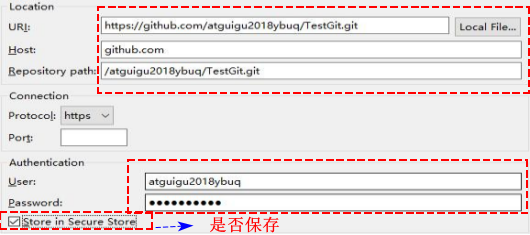 Location
URI: https://github.com/atguigu2018ybuq/TestGit.git Local File...
Host: github.com
Repository path: /atguigu2018ybuq/TestGit.git
Connection
Protocol: https
Port:
Authentication
User: atguigu2018ybuq
Password: ●●●●●●●●●●
Store in Secure Store 是否保存